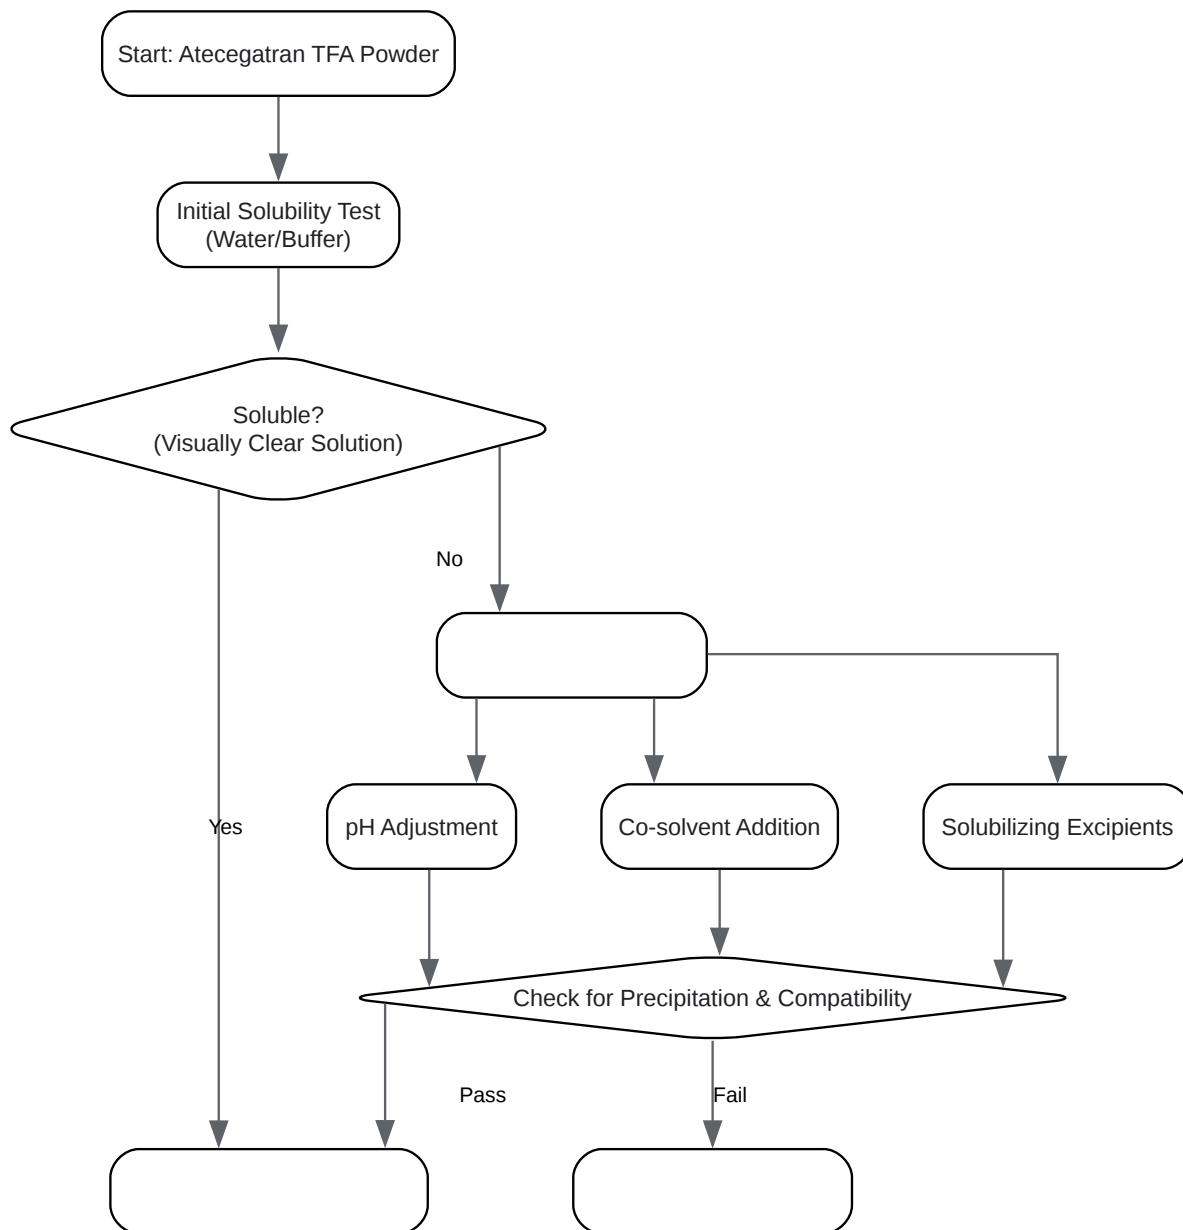 Start: Atecegatran TFA Powder
Initial Solubility Test
(Water/Buffer)
Soluble?
(Visually Clear Solution)
No
Yes
pH Adjustment
Co-solvent Addition
Solubilizing Excipients
Check for Precipitation & Compatibility
Pass
Fail